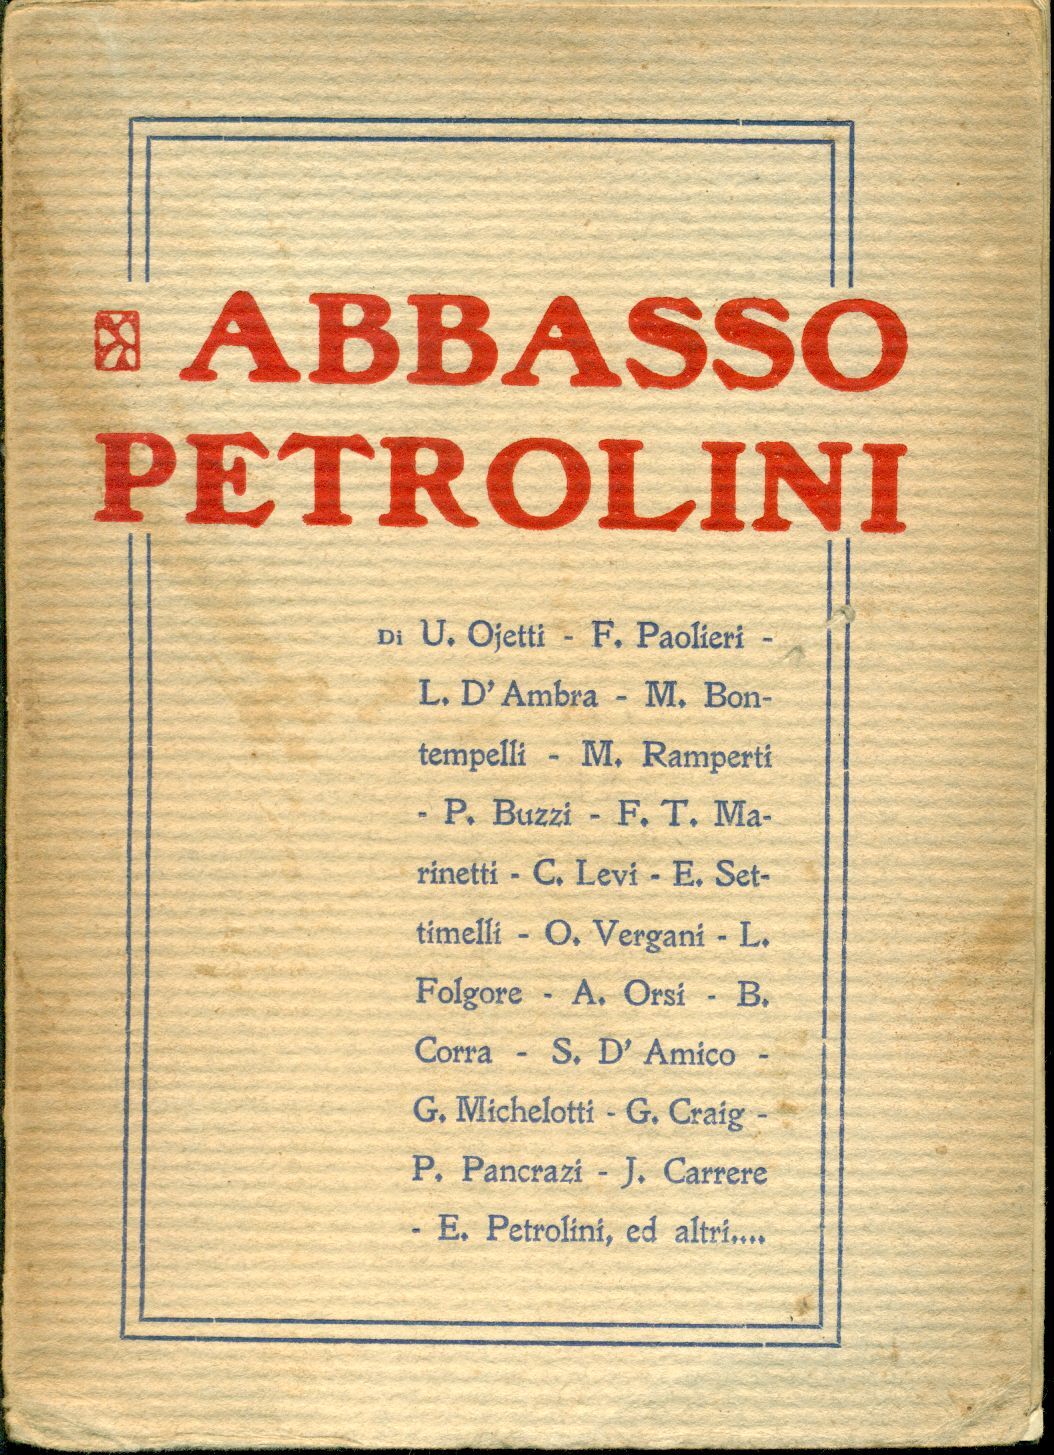 ABBASSO
PETROLINI
Di U. Ojetti - F. Paolieri -
L. D' Ambra - M. Bon-
tempelli - M. Ramperti
- P. Buzzi - F. T. Ma-
rinetti - C. Levi - E. Set-
timelli - O. Vergani - L.
Folgore - A. Orsi - B.
Corra - S. D' Amico -
G. Michelotti - G. Craig -
P. Pancrazi - J. Carrere
- E. Petrolini, ed altri....